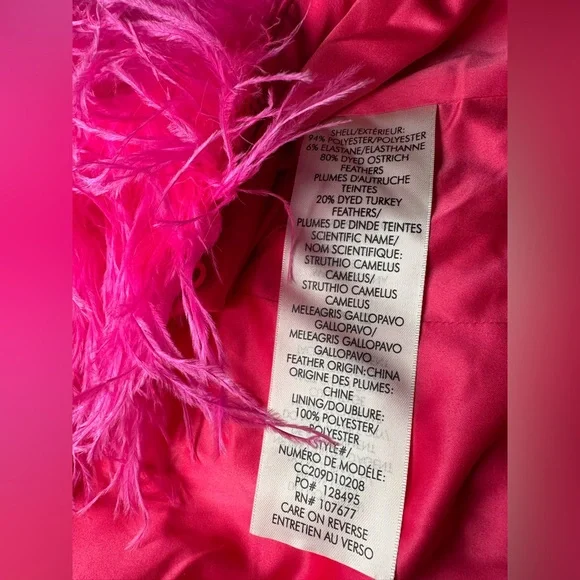 SHELL/EXTÉRIEUR:
94% POLYESTER/POLYESTER
6% ELASTANE/ÉLASTHANNE
80% DYED OSTRICH
FEATHERS
PLUMES D'AUTRUCHE
TEINTES
20% DYED TURKEY
FEATHERS/
PLUMES DE DINDE TEINTES
SCIENTIFIC NAME/
NOM SCIENTIFIQUE:
STRUTHIO CAMELUS
CAMELUS/
STRUTHIO CAMELUS
CAMELUS
MELEAGRIS GALLOPAVO
GALLOPAVO/
MELEAGRIS GALLOPAVO
GALLOPAVO
FEATHER ORIGIN:CHINA
ORIGINE DES PLUMES:
CHINE
LINING/DOUBLURE:
100% POLYESTER/
POLYESTER
STYLE#/
NUMÉRO DE MODÈLE:
CC209D10208
PO# 128495
RN# 107677
CARE ON REVERSE
ENTRETIEN AU VERSO